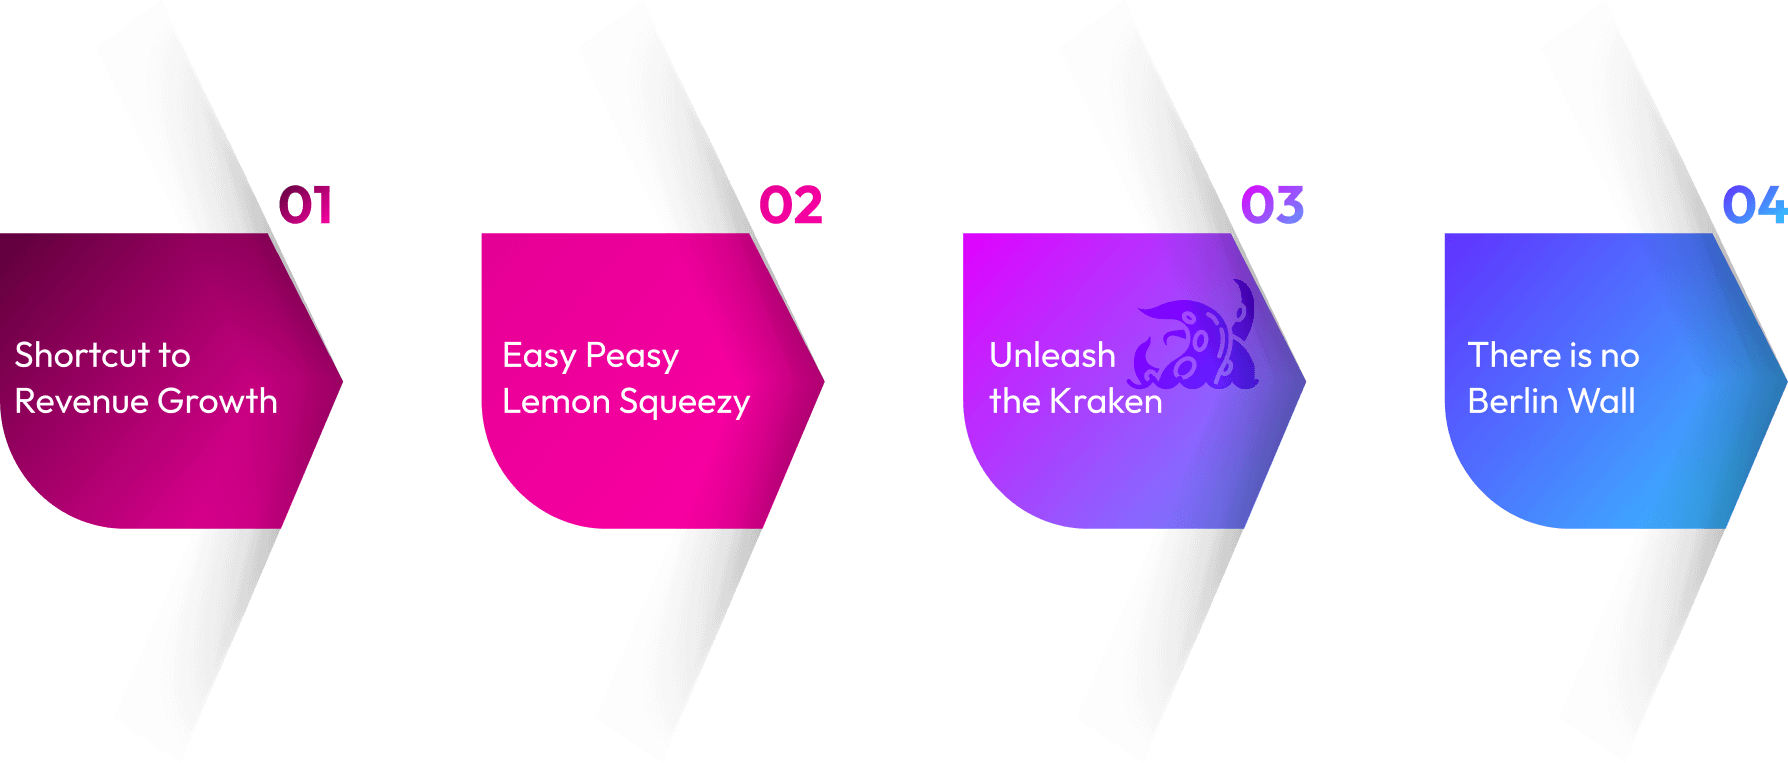 01
Shortcut to
Revenue Growth
02
Easy Peasy
Lemon Squeezy
03
Unleash
the Kraken
04
There is no
Berlin Wall